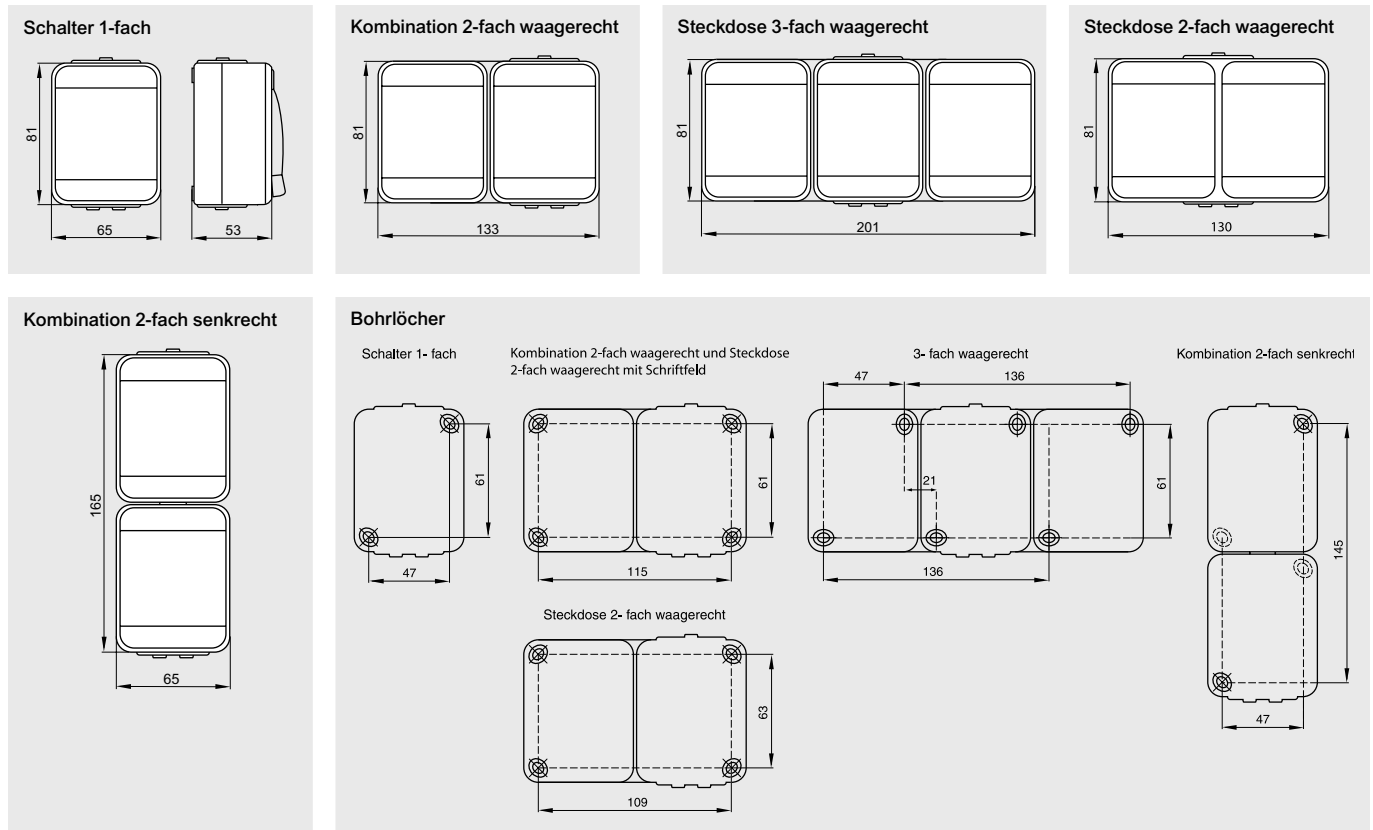 Schalter 1-fach
81
65
53
Kombination 2-fach waagerecht
81
133
Steckdose 3-fach waagerecht
81
201
Steckdose 2-fach waagerecht
81
130
Kombination 2-fach senkrecht
165
65
Bohrlöcher
Schalter 1- fach
61
47
Kombination 2-fach waagerecht und Steckdose
2-fach waagerecht mit Schriftfeld
61
115
3- fach waagerecht
47
136
21
61
136
Kombination 2-fach senkrecht
145
47
Steckdose 2- fach waagerecht
63
109